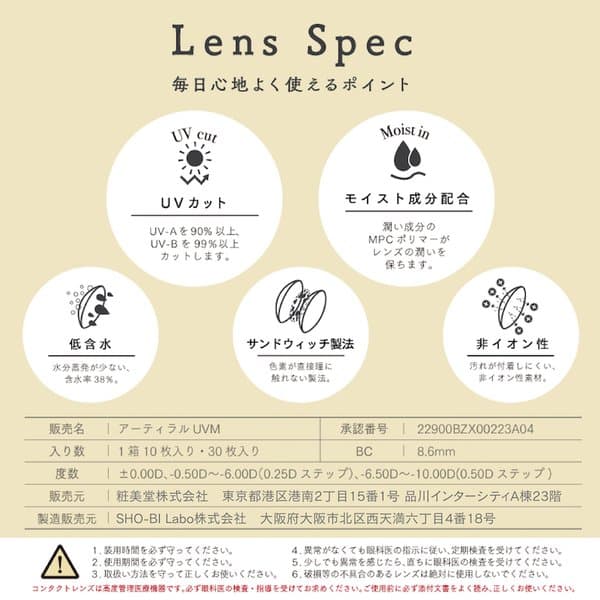 Lens Spec
毎日心地よく使えるポイント
UV cut
UVカット
UV-Aを90%以上、
UV-Bを99%以上
カットします。
Moist in
モイスト成分配合
潤い成分の
MPCポリマーが
レンズの潤いを
保ちます。
低含水
水分蒸発が少ない、
含水率38%。
サンドウィッチ製法
色素が直接瞳に
触れない製法。
非イオン性
汚れが付着しにくい、
非イオン性素材。
販売名 アーティラルUVM 承認番号 22900BZX00223A04
入り数 1箱10枚入り・30枚入り BC 8.6mm
度数 ±0.00D、-0.50D～-6.00D(0.25Dステップ)、-6.50D～-10.00D(0.50Dステップ)
販売元 粧美堂株式会社 東京都港区港南2丁目15番1号 品川インターシティA棟23階
製造販売元 SHO-BI Labo株式会社 大阪府大阪市北区西天満六丁目4番18号
1. 装用時間を必ず守ってください。
2. 使用期間を必ず守ってください。
3. 取扱い方法を守って正しくお使いください。
4. 異常がなくても眼科医の指示に従い、定期検査を受けてください。
5. 少しでも異常を感じたら、直ちに眼科医の検査を受けてください。
6. 破損等の不具合のあるレンズは絶対に使用しないでください。
コンタクトレンズは高度管理医療機器です。必ず眼科医の検査・指導を受けてお求めください。ご使用前に必ず添付文書をよく読み、正しくお使いください。